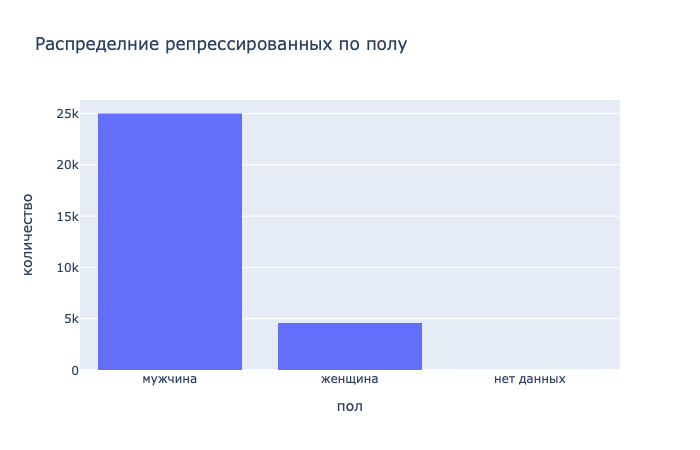 Распределние репрессированных по полу
количество
25k
20k
15k
10k
5k
0
мужчина женщина нет данных
пол